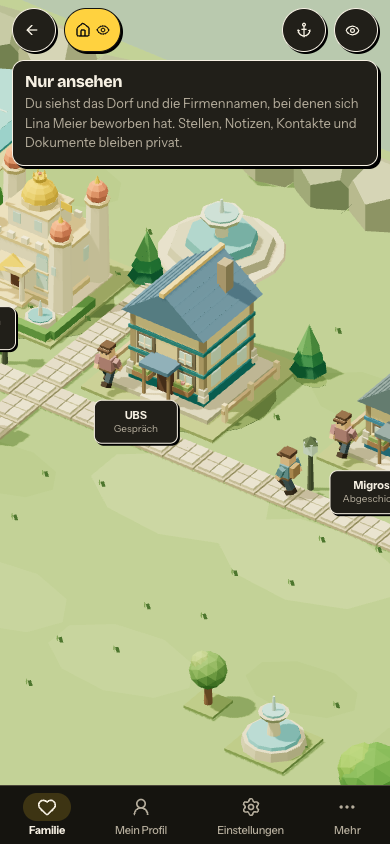 Nur ansehen
Du siehst das Dorf und die Firmennamen, bei denen sich
Lina Meier beworben hat. Stellen, Notizen, Kontakte und
Dokumente bleiben privat.
UBS
Gespräch
Migros
Familie
Mein Profil
Einstellungen
Mehr